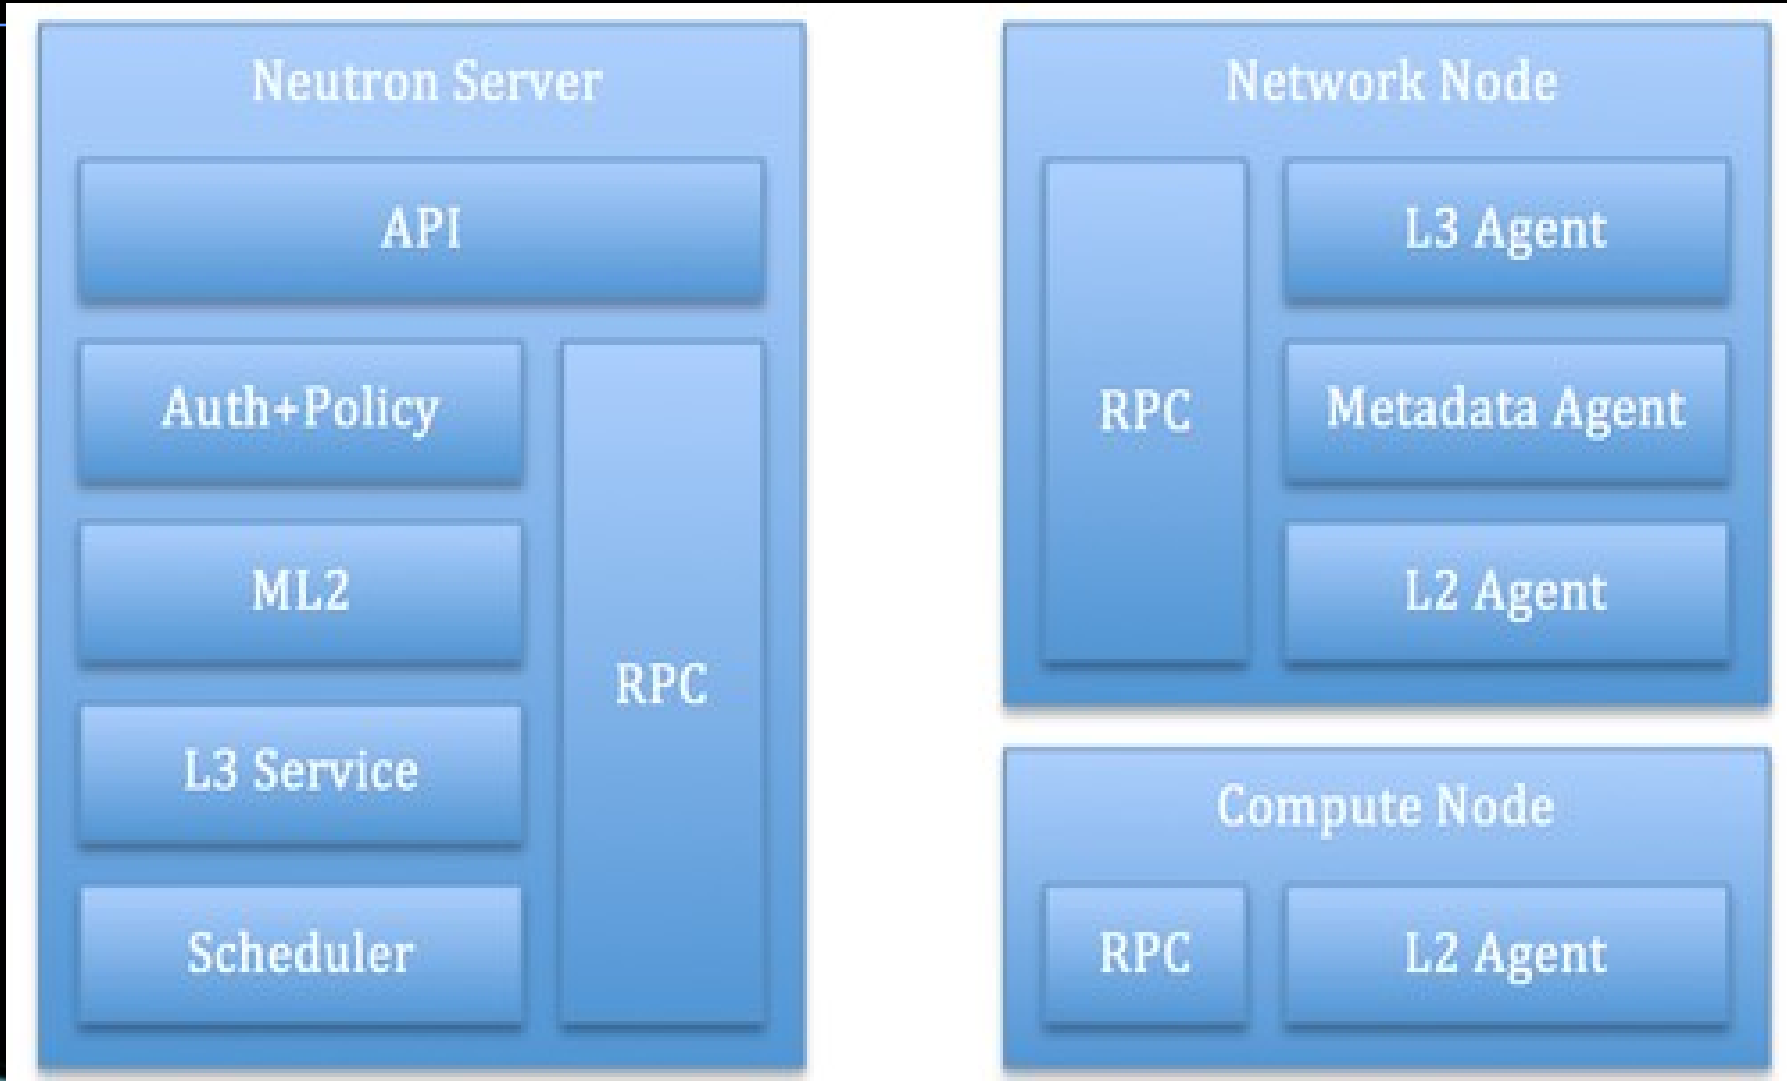 Neutron Server
API
Auth+Policy
ML2
L3 Service
Scheduler
RPC
Network Node
RPC
L3 Agent
Metadata Agent
L2 Agent
Compute Node
RPC
L2 Agent